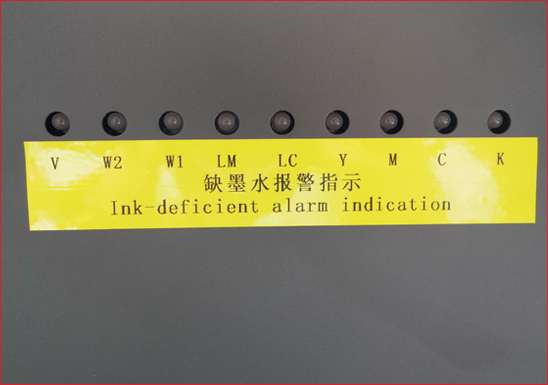 V W2 W1 LM LC Y M C K
缺墨水报警指示
Ink-deficient alarm indication